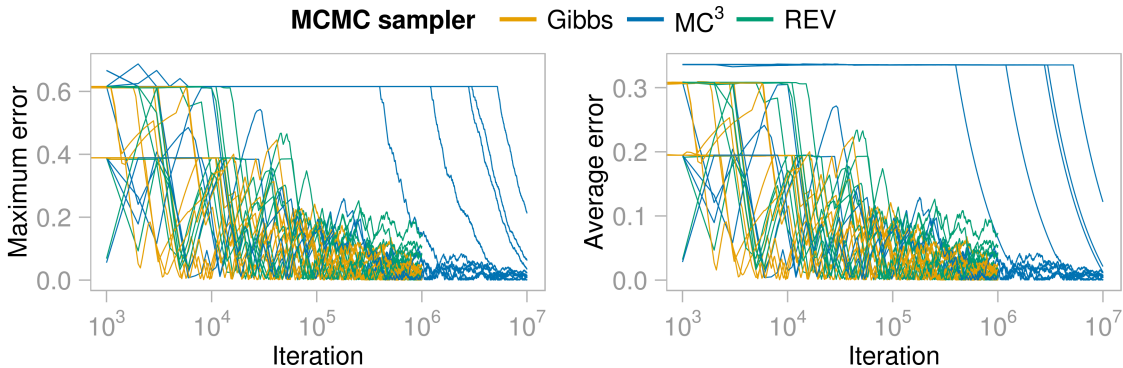 MCMC sampler Gibbs MC³ REV
Maximum error
0.6
0.4
0.2
0.0
10³ 10⁴ 10⁵ 10⁶ 10⁷
Iteration
Average error
0.3
0.2
0.1
0.0
10³ 10⁴ 10⁵ 10⁶ 10⁷
Iteration